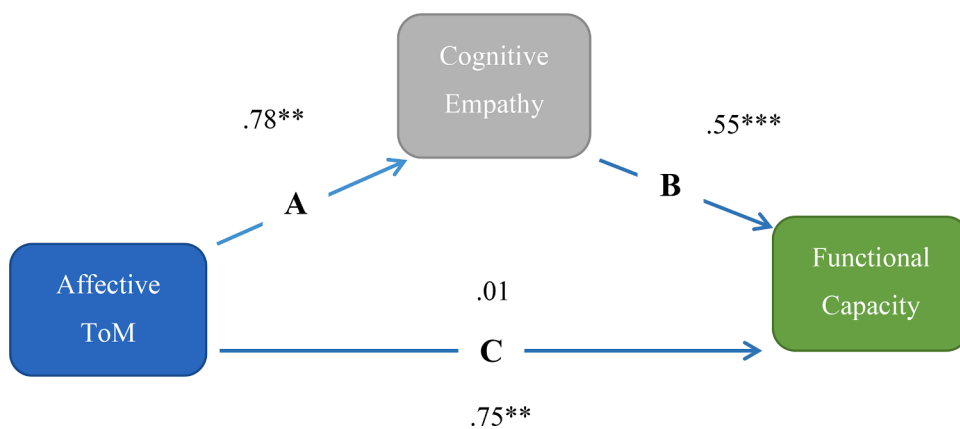 Cognitive
Empathy
.78**
.55***
A
B
Affective
ToM
Functional
Capacity
.01
C
.75**